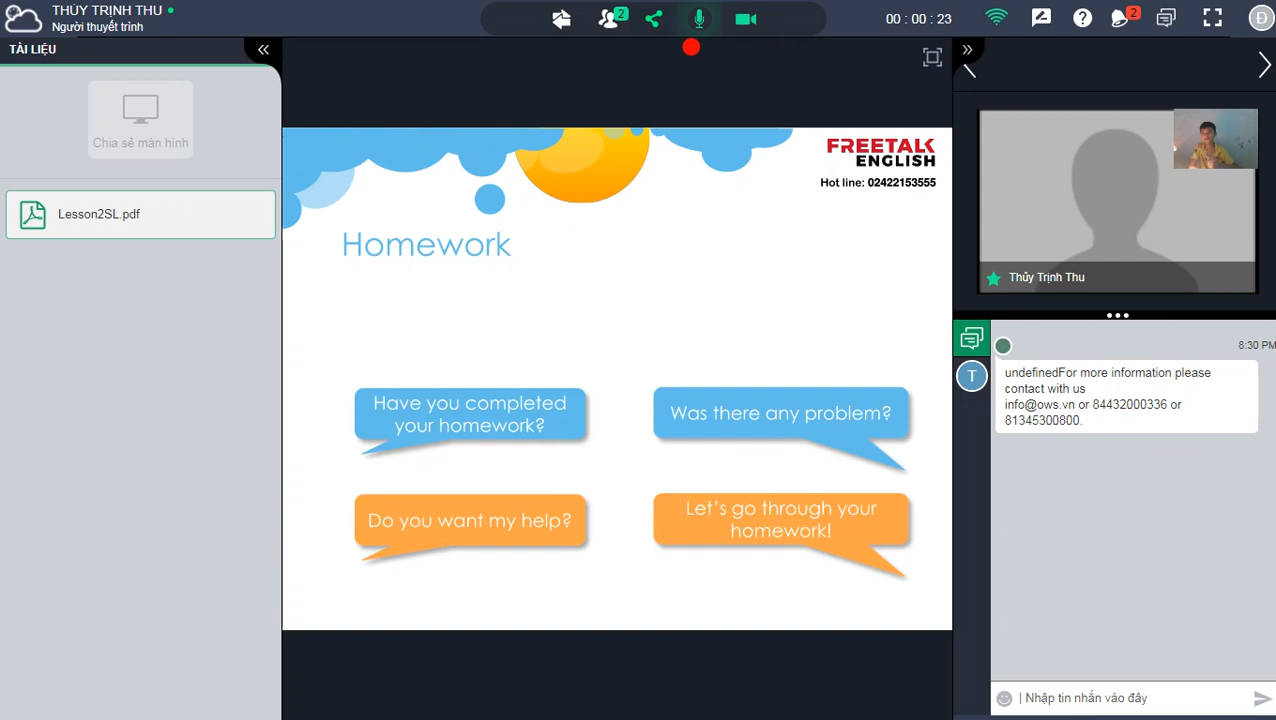 THỦY TRỊNH THU
Người thuyết trình
2
00 : 00 : 23
2
Đ
TÀI LIỆU
Chia sẻ màn hình
Lesson2SL.pdf
FREETALK
ENGLISH
Hot line: 02422153555
Homework
Have you completed
your homework?
Was there any problem?
Do you want my help?
Let's go through your
homework!
Thủy Trịnh Thu
8:30 PM
T
undefinedFor more information please
contact with us
info@ows.vn or 84432000336 or
81345300800.
Nhập tin nhắn vào đây